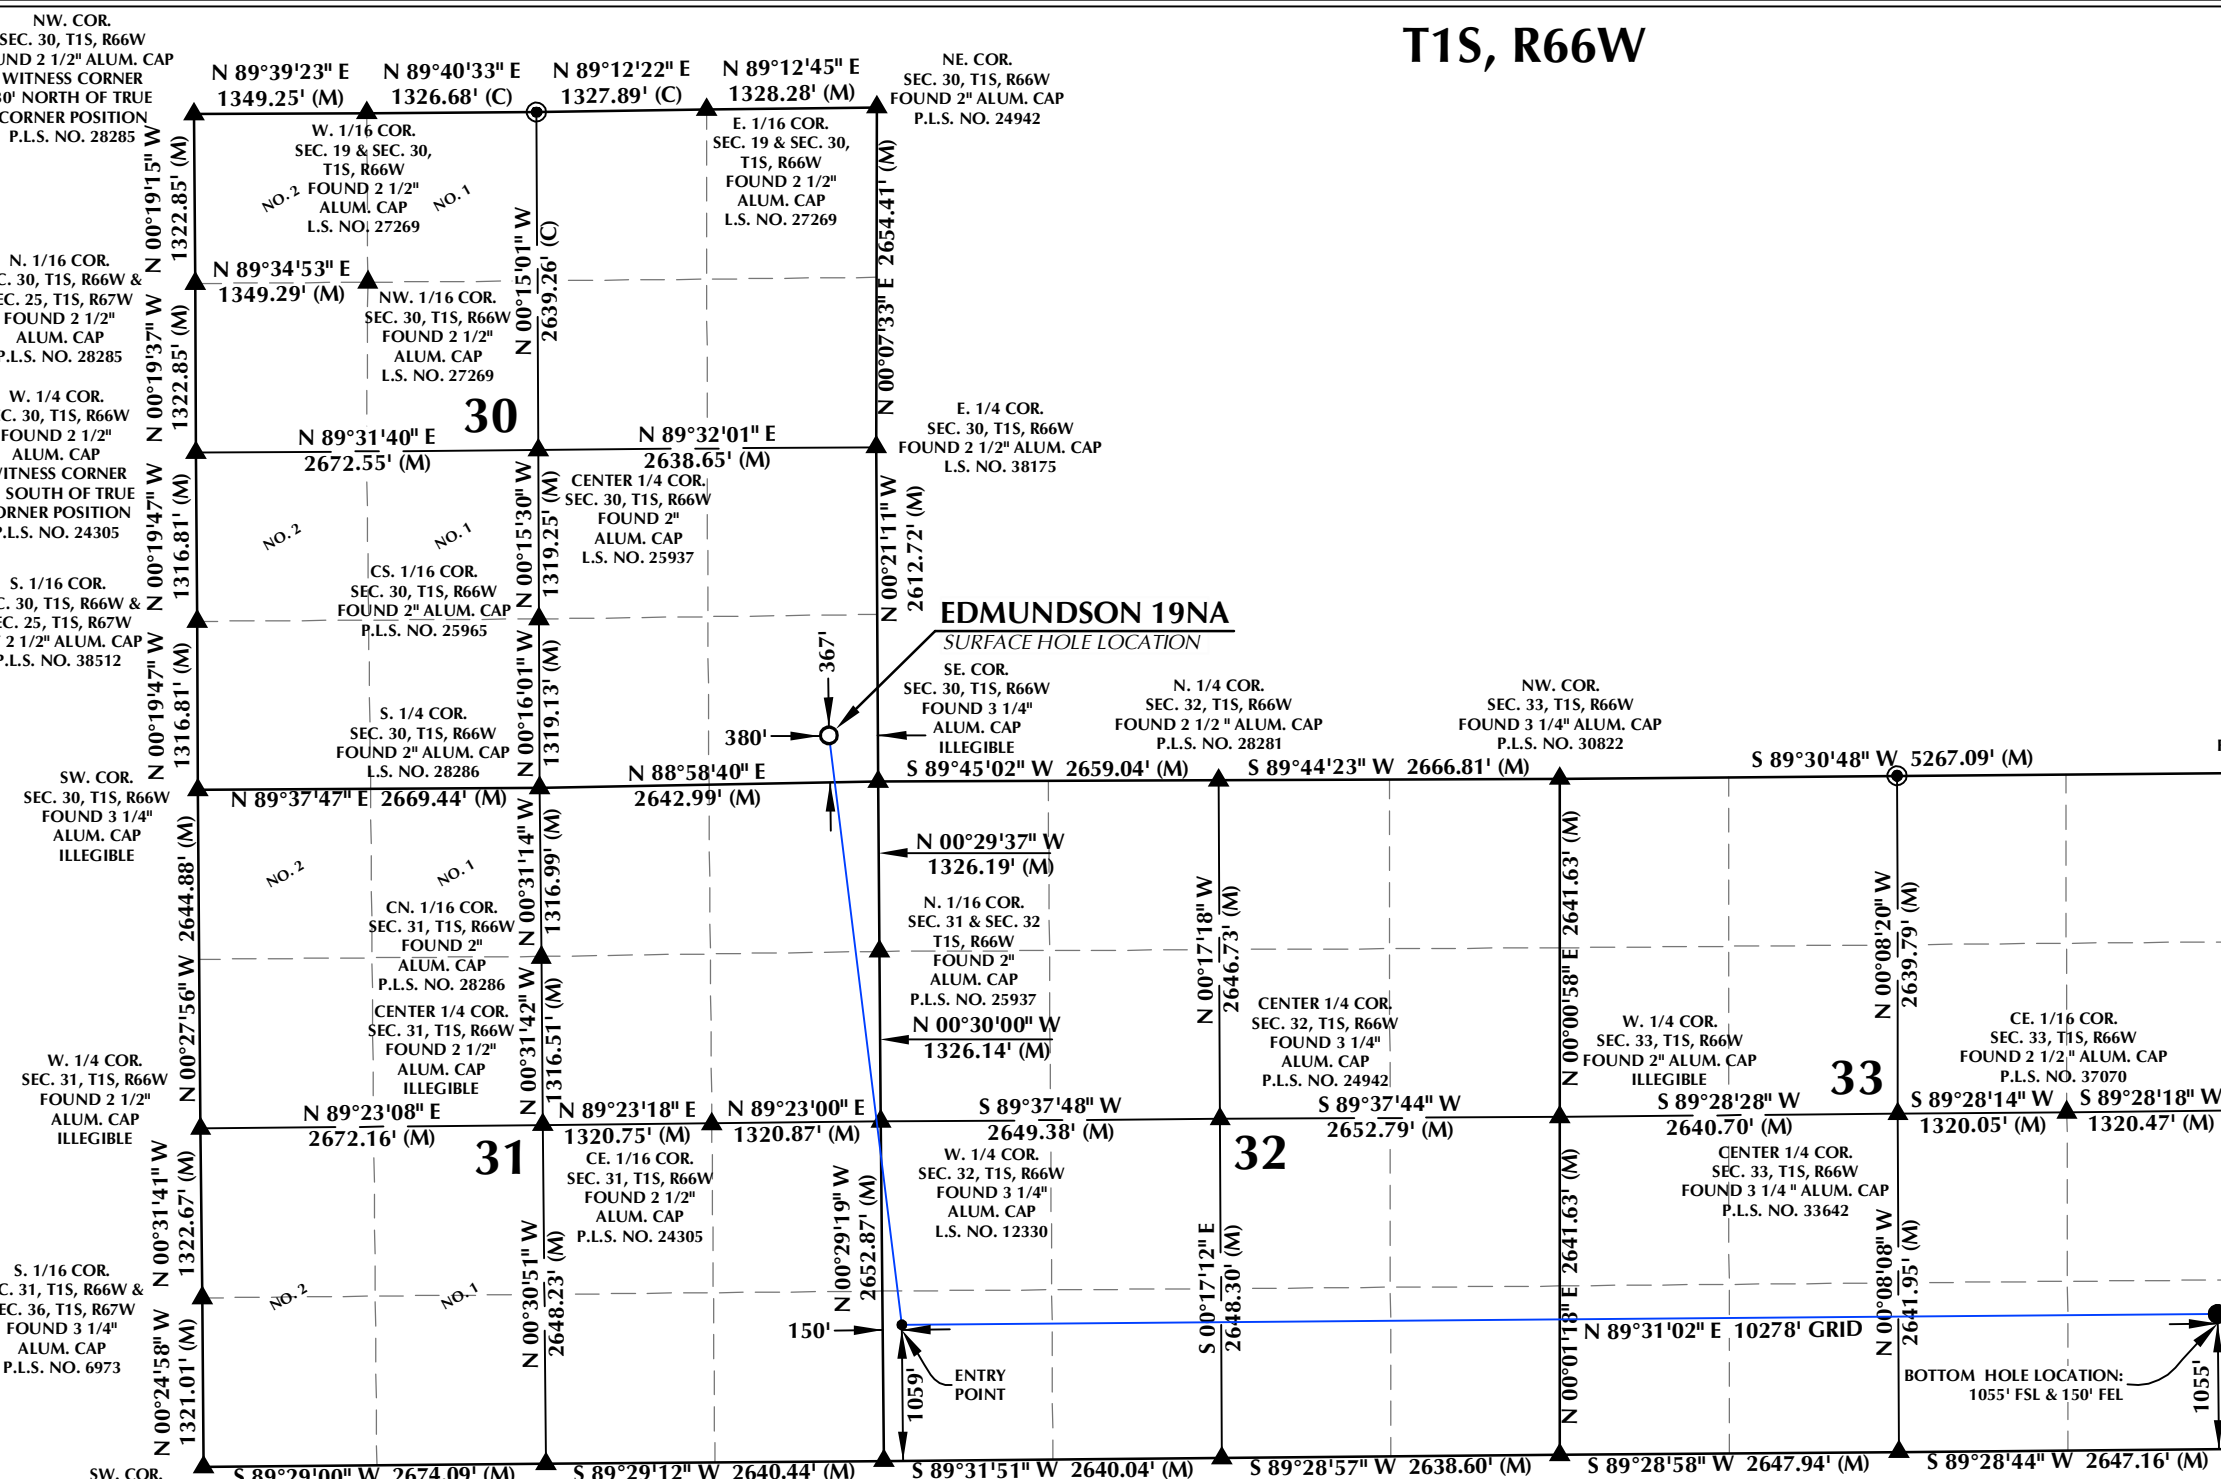 T1S, R66W
NW. COR.
SEC. 30, T1S, R66W
2 1/2" ALUM. CAP
WITNESS CORNER
NORTH OF TRUE
CORNER POSITION
P.L.S. NO. 28285
N 89°39'23" E
1349.25' (M)
N 89°40'33" E
1326.68' (C)
N 89°12'22" E
1327.89' (C)
N 89°12'45" E
1328.28' (M)
NE. COR.
SEC. 30, T1S, R66W
FOUND 2" ALUM. CAP
P.L.S. NO. 24942
W. 1/16 COR.
SEC. 19 & SEC. 30,
T1S, R66W
FOUND 2 1/2"
ALUM. CAP
L.S. NO. 27269
E. 1/16 COR.
SEC. 19 & SEC. 30,
T1S, R66W
FOUND 2 1/2"
ALUM. CAP
L.S. NO. 27269
NO. 2
NO. 1
N 00°19'15" W
1322.85' (M)
N 00°15'01" W
2639.26' (C)
N 00°07'33" E 2654.41' (M)
N. 1/16 COR.
30, T1S, R66W &
25, T1S, R67W
FOUND 2 1/2"
ALUM. CAP
P.L.S. NO. 28285
N 89°34'53" E
1349.29' (M)
NW. 1/16 COR.
SEC. 30, T1S, R66W
FOUND 2 1/2"
ALUM. CAP
L.S. NO. 27269
N 00°19'37" W
1322.85' (M)
W. 1/4 COR.
30, T1S, R66W
FOUND 2 1/2"
ALUM. CAP
WITNESS CORNER
SOUTH OF TRUE
CORNER POSITION
P.L.S. NO. 24305
30
N 89°31'40" E
2672.55' (M)
N 89°32'01" E
2638.65' (M)
E. 1/4 COR.
SEC. 30, T1S, R66W
FOUND 2 1/2" ALUM. CAP
L.S. NO. 38175
CENTER 1/4 COR.
SEC. 30, T1S, R66W
FOUND 2"
ALUM. CAP
L.S. NO. 25937
N 00°19'47" W
1316.81' (M)
NO. 2
NO. 1
N 00°15'30" W
1319.25' (M)
N 00°21'11" W
2612.72' (M)
S. 1/16 COR.
30, T1S, R66W &
25, T1S, R67W
2 1/2" ALUM. CAP
P.L.S. NO. 38512
CS. 1/16 COR.
SEC. 30, T1S, R66W
FOUND 2" ALUM. CAP
P.L.S. NO. 25965
EDMUNDSON 19NA
SURFACE HOLE LOCATION
367'
380'
N 00°19'47" W
1316.81' (M)
N 00°16'01" W
1319.13' (M)
S. 1/4 COR.
SEC. 30, T1S, R66W
FOUND 2" ALUM. CAP
L.S. NO. 28286
SE. COR.
SEC. 30, T1S, R66W
FOUND 3 1/4"
ALUM. CAP
ILLEGIBLE
N. 1/4 COR.
SEC. 32, T1S, R66W
FOUND 2 1/2 " ALUM. CAP
P.L.S. NO. 28281
NW. COR.
SEC. 33, T1S, R66W
FOUND 3 1/4" ALUM. CAP
P.L.S. NO. 30822
SW. COR.
SEC. 30, T1S, R66W
FOUND 3 1/4"
ALUM. CAP
ILLEGIBLE
N 89°37'47" E 2669.44' (M)
N 88°58'40" E
2642.99' (M)
S 89°45'02" W 2659.04' (M)
S 89°44'23" W 2666.81' (M)
S 89°30'48" W 5267.09' (M)
N 00°27'56" W 2644.88' (M)
NO. 2
NO. 1
N 00°31'14" W
1316.99' (M)
N 00°29'37" W
1326.19' (M)
CN. 1/16 COR.
SEC. 31, T1S, R66W
FOUND 2"
ALUM. CAP
P.L.S. NO. 28286
N. 1/16 COR.
SEC. 31 & SEC. 32
T1S, R66W
FOUND 2"
ALUM. CAP
P.L.S. NO. 25937
N 00°17'18" W
2646.73' (M)
N 00°00'58" E 2641.63' (M)
N 00°08'20" W
2639.79' (M)
CENTER 1/4 COR.
SEC. 31, T1S, R66W
FOUND 2 1/2"
ALUM. CAP
ILLEGIBLE
N 00°31'42" W
1316.51' (M)
N 00°30'00" W
1326.14' (M)
CENTER 1/4 COR.
SEC. 32, T1S, R66W
FOUND 3 1/4"
ALUM. CAP
P.L.S. NO. 24942
W. 1/4 COR.
SEC. 33, T1S, R66W
FOUND 2" ALUM. CAP
ILLEGIBLE
33
CE. 1/16 COR.
SEC. 33, T1S, R66W
FOUND 2 1/2 " ALUM. CAP
P.L.S. NO. 37070
W. 1/4 COR.
SEC. 31, T1S, R66W
FOUND 2 1/2"
ALUM. CAP
ILLEGIBLE
N 89°23'08" E
2672.16' (M)
N 89°23'18" E
1320.75' (M)
N 89°23'00" E
1320.87' (M)
S 89°37'48" W
2649.38' (M)
S 89°37'44" W
2652.79' (M)
S 89°28'28" W
2640.70' (M)
S 89°28'14" W
1320.05' (M)
S 89°28'18" W
1320.47' (M)
31
32
CE. 1/16 COR.
SEC. 31, T1S, R66W
FOUND 2 1/2"
ALUM. CAP
P.L.S. NO. 24305
W. 1/4 COR.
SEC. 32, T1S, R66W
FOUND 3 1/4"
ALUM. CAP
L.S. NO. 12330
CENTER 1/4 COR.
SEC. 33, T1S, R66W
FOUND 3 1/4 " ALUM. CAP
P.L.S. NO. 33642
N 00°31'41" W
1322.67' (M)
N 00°30'51" W
2648.23' (M)
N 00°29'19" W
2652.87' (M)
S 00°17'12" E
2648.30' (M)
N 00°01'18" E 2641.63' (M)
N 00°08'08" W
2641.95' (M)
S. 1/16 COR.
31, T1S, R66W &
SEC. 36, T1S, R67W
FOUND 3 1/4"
ALUM. CAP
P.L.S. NO. 6973
NO. 2
NO. 1
N 00°24'58" W
1321.01' (M)
150'
1059'
ENTRY
POINT
N 89°31'02" E 10278' GRID
BOTTOM HOLE LOCATION:
1055' FSL & 150' FEL
1055'
SW. COR.
S 89°29'00" W 2674.09' (M)
S 89°29'12" W 2640.44' (M)
S 89°31'51" W 2640.04' (M)
S 89°28'57" W 2638.60' (M)
S 89°28'58" W 2647.94' (M)
S 89°28'44" W 2647.16' (M)